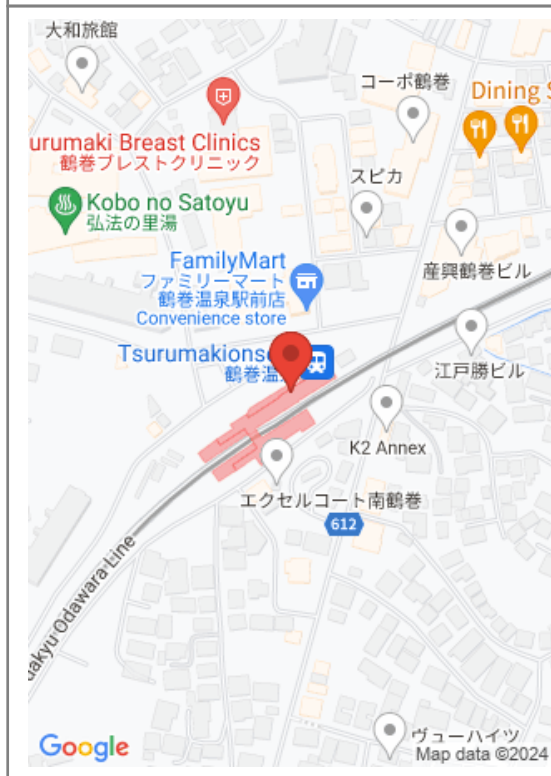 大和旅館
コーポ鶴巻
Dining S
urumaki Breast Clinics
鶴巻ブレストクリニック
スピカ
Kobo no Satoyu
弘法の里湯
産興鶴巻ビル
FamilyMart
ファミリーマート
鶴巻温泉駅前店
Convenience store
Tsurumakionse
鶴巻温
江戸勝ビル
K2 Annex
エクセルコート南鶴巻
612
dakyu Odawara Line
ヴューハイツ
Google
Map data ©2024